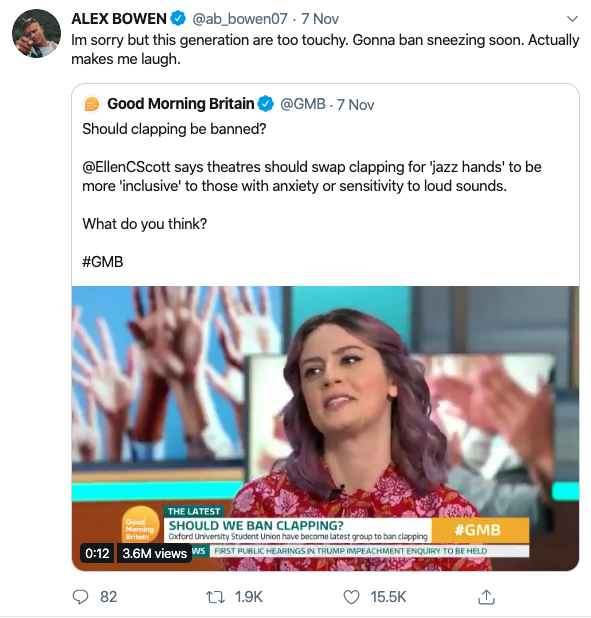 ALEX BOWEN @ab_bowen07 · 7 Nov
Im sorry but this generation are too touchy. Gonna ban sneezing soon. Actually
makes me laugh.
Good Morning Britain @GMB · 7 Nov
Should clapping be banned?
@EllenCScott says theatres should swap clapping for 'jazz hands' to be
more 'inclusive' to those with anxiety or sensitivity to loud sounds.
What do you think?
#GMB
THE LATEST
Good
Morning
Britain
SHOULD WE BAN CLAPPING?
Oxford University Student Union have become latest group to ban clapping
#GMB
0:12 3.6M views
WS FIRST PUBLIC HEARINGS IN TRUMP IMPEACHMENT ENQUIRY TO BE HELD
82 1.9K 15.5K